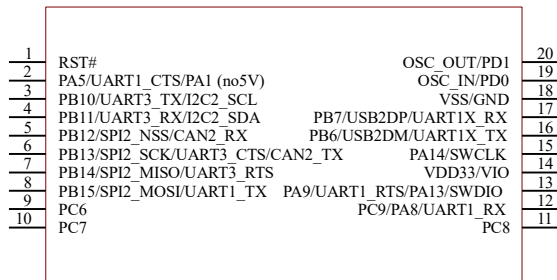 1 RST#
2 PA5/UART1_CTS/PA1 (no5V)
3 PB10/UART3_TX/I2C2_SCL
4 PB11/UART3_RX/I2C2_SDA
5 PB12/SPI2_NSS/CAN2_RX
6 PB13/SPI2_SCK/UART3_CTS/CAN2_TX
7 PB14/SPI2_MISO/UART3_RTS
8 PB15/SPI2_MOSI/UART1_TX
9 PC6
10 PC7
OSC_OUT/PD1 20
OSC_IN/PD0 19
VSS/GND 18
PB7/USB2DP/UART1X_RX 17
PB6/USB2DM/UART1X_TX 16
PA14/SWCLK 15
VDD33/VIO 14
PA9/UART1_RTS/PA13/SWDIO 13
PC9/PA8/UART1_RX 12
PC8 11